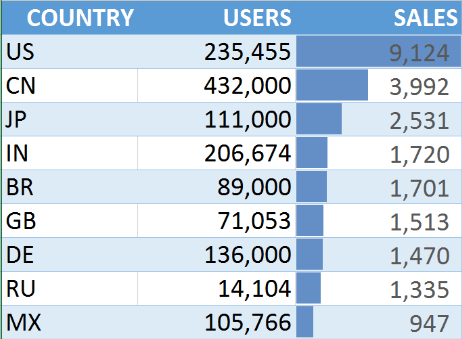 COUNTRY USERS SALES
US 235,455 9,124
CN 432,000 3,992
JP 111,000 2,531
IN 206,674 1,720
BR 89,000 1,701
GB 71,053 1,513
DE 136,000 1,470
RU 14,104 1,335
MX 105,766 947